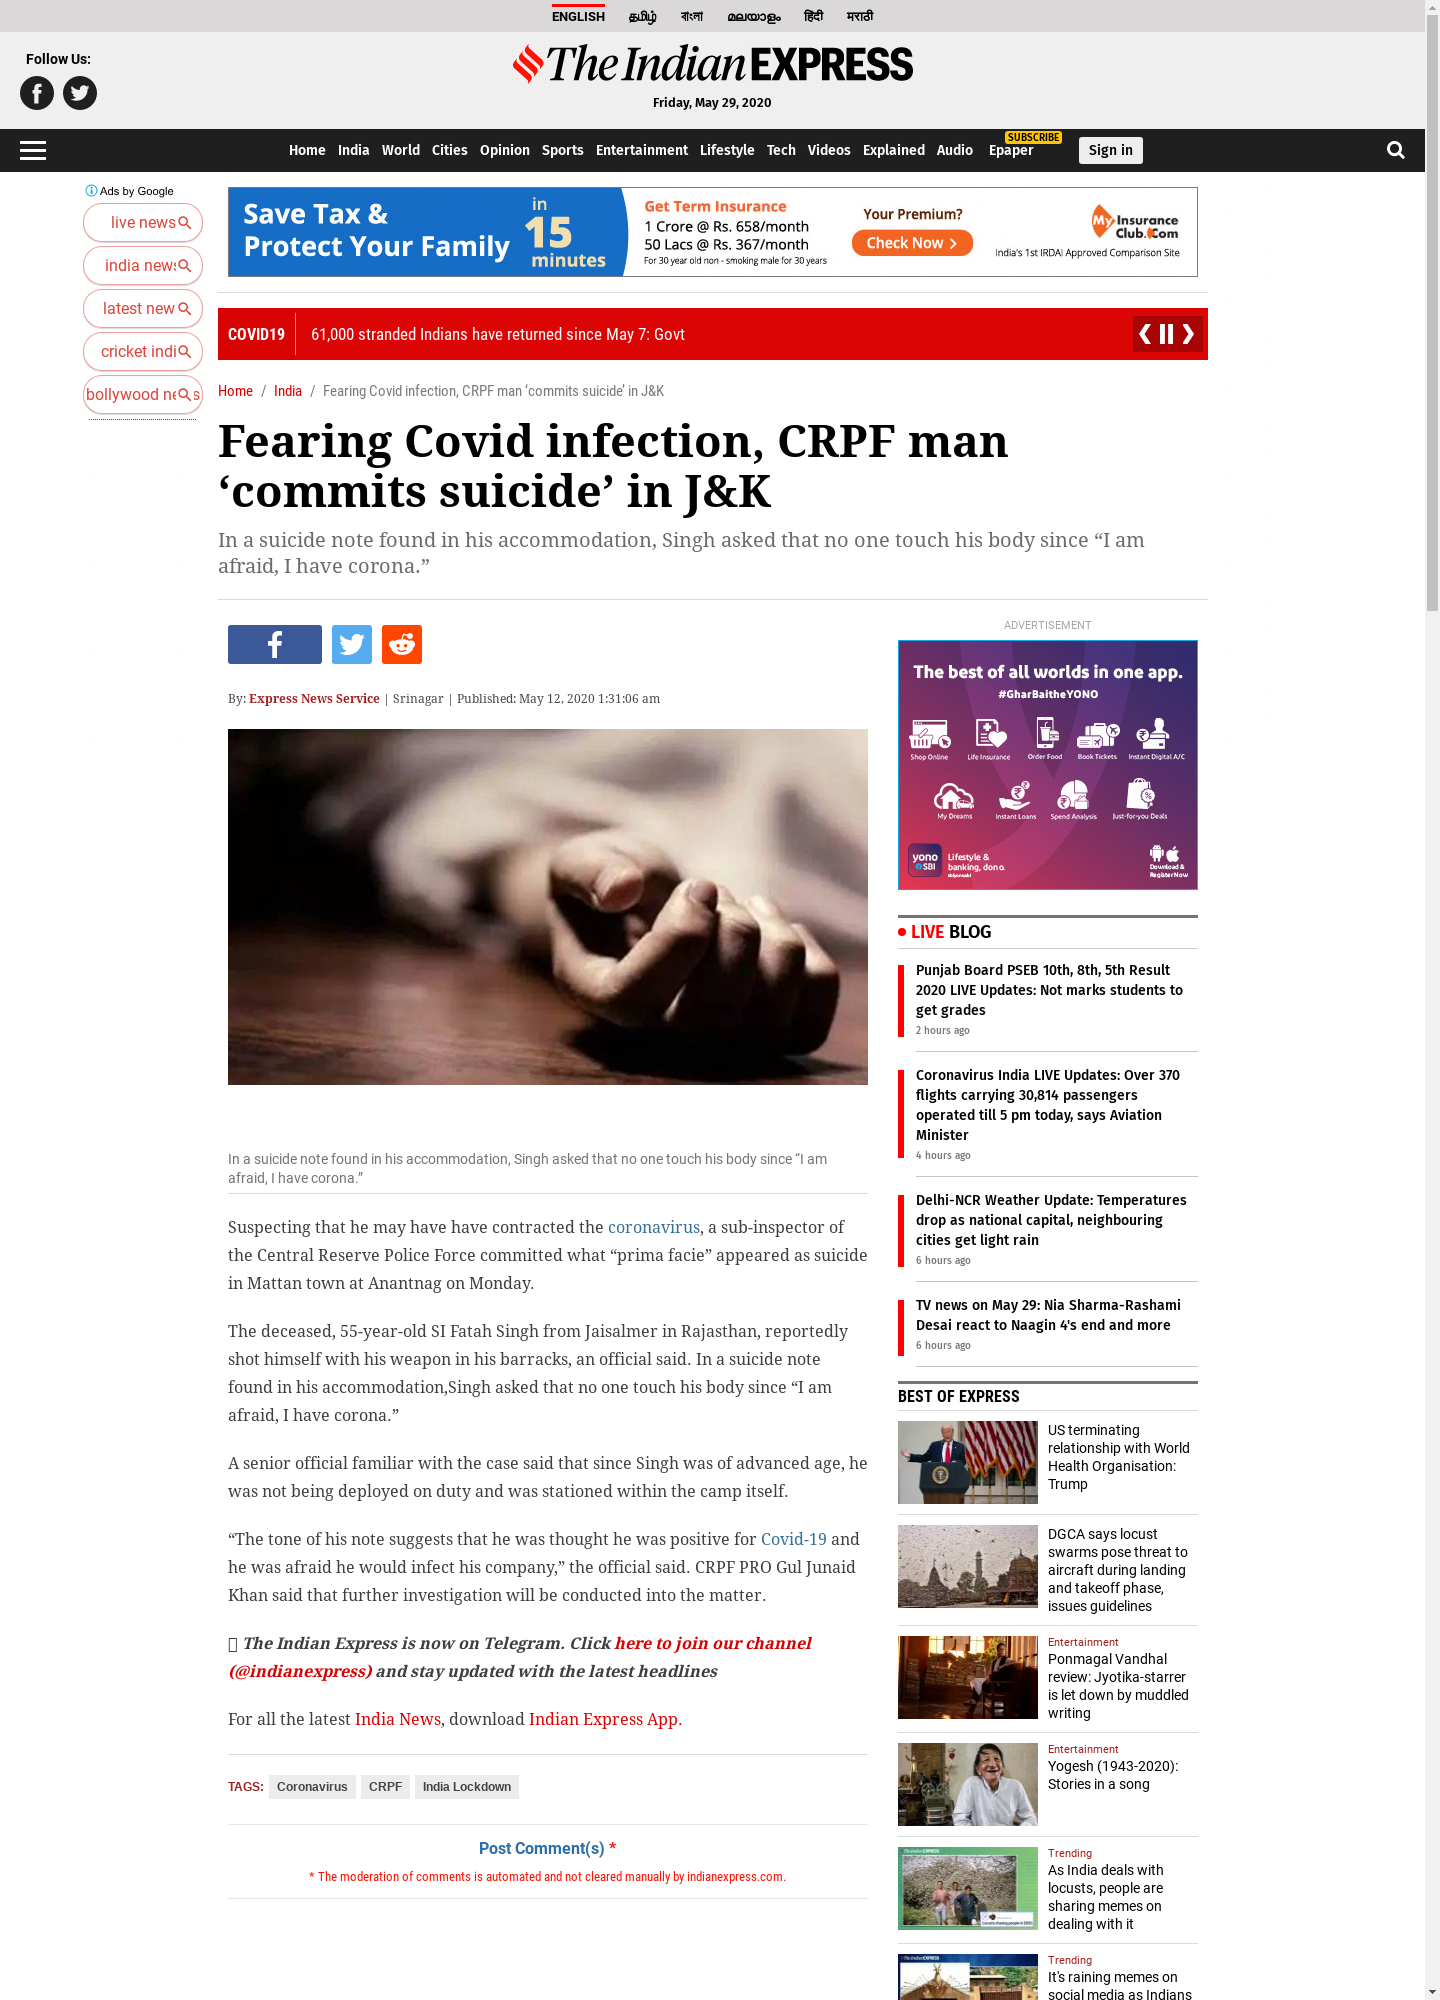 ENGLISH தமிழ் বাংলা മലയാളം हिंदी मराठी
Follow Us:
The Indian EXPRESS
Friday, May 29, 2020
SUBSCRIBE
Home India World Cities Opinion Sports Entertainment Lifestyle Tech Videos Explained Audio Epaper Sign in
Ads by Google
live news
india news
latest new
cricket indi
bollywood ne s
Save Tax &
Protect Your Family
in
15
minutes
Get Term Insurance
1 Crore @ Rs. 658/month
50 Lacs @ Rs. 367/month
For 30 year old non - smoking male for 30 years
Your Premium?
Check Now >
My Insurance
Club.Com
India's 1st IRDAI Approved Comparison Site
COVID19 61,000 stranded Indians have returned since May 7: Govt
Home / India / Fearing Covid infection, CRPF man ‘commits suicide’ in J&K
Fearing Covid infection, CRPF man
‘commits suicide’ in J&K
In a suicide note found in his accommodation, Singh asked that no one touch his body since “I am
afraid, I have corona.”
By: Express News Service | Srinagar | Published: May 12, 2020 1:31:06 am
In a suicide note found in his accommodation, Singh asked that no one touch his body since “I am
afraid, I have corona.”
Suspecting that he may have have contracted the coronavirus, a sub-inspector of
the Central Reserve Police Force committed what “prima facie” appeared as suicide
in Mattan town at Anantnag on Monday.
The deceased, 55-year-old SI Fatah Singh from Jaisalmer in Rajasthan, reportedly
shot himself with his weapon in his barracks, an official said. In a suicide note
found in his accommodation,Singh asked that no one touch his body since “I am
afraid, I have corona.”
A senior official familiar with the case said that since Singh was of advanced age, he
was not being deployed on duty and was stationed within the camp itself.
“The tone of his note suggests that he was thought he was positive for Covid-19 and
he was afraid he would infect his company,” the official said. CRPF PRO Gul Junaid
Khan said that further investigation will be conducted into the matter.
The Indian Express is now on Telegram. Click here to join our channel
(@indianexpress) and stay updated with the latest headlines
For all the latest India News, download Indian Express App.
TAGS: Coronavirus CRPF India Lockdown
Post Comment(s) *
* The moderation of comments is automated and not cleared manually by indianexpress.com.
ADVERTISEMENT
The best of all worlds in one app.
#GharBaitheYONO
Shop Online Life Insurance Order Food Book Tickets Instant Digital A/C
My Dreams Instant Loans Spend Analysis Just-for-you Deals
yono
SBI
Lifestyle &
banking, done.
Download &
Register Now
LIVE BLOG
Punjab Board PSEB 10th, 8th, 5th Result
2020 LIVE Updates: Not marks students to
get grades
2 hours ago
Coronavirus India LIVE Updates: Over 370
flights carrying 30,814 passengers
operated till 5 pm today, says Aviation
Minister
4 hours ago
Delhi-NCR Weather Update: Temperatures
drop as national capital, neighbouring
cities get light rain
6 hours ago
TV news on May 29: Nia Sharma-Rashami
Desai react to Naagin 4's end and more
6 hours ago
BEST OF EXPRESS
US terminating
relationship with World
Health Organisation:
Trump
DGCA says locust
swarms pose threat to
aircraft during landing
and takeoff phase,
issues guidelines
Entertainment
Ponmagal Vandhal
review: Jyotika-starrer
is let down by muddled
writing
Entertainment
Yogesh (1943-2020):
Stories in a song
Trending
As India deals with
locusts, people are
sharing memes on
dealing with it
Trending
It's raining memes on
social media as Indians